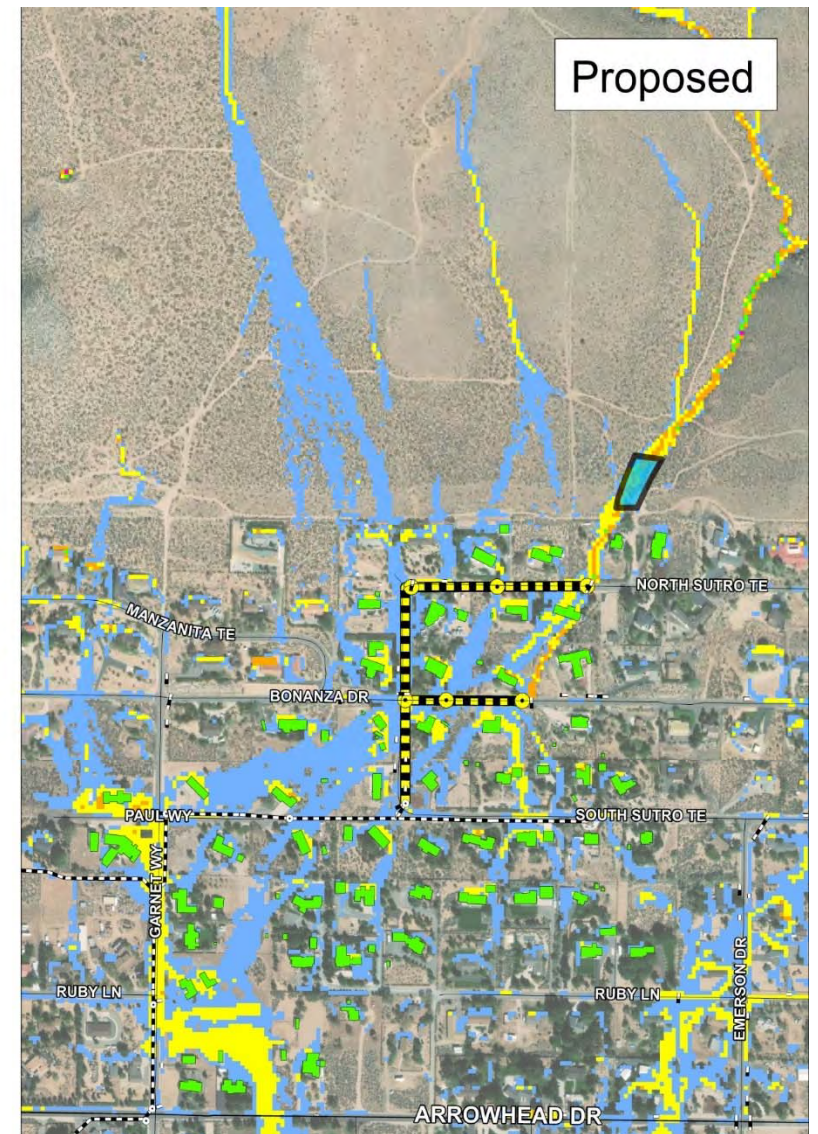 Proposed
NORTH SUTRO TE
MANZANITA TE
BONANZA DR
PAUL WY
SOUTH SUTRO TE
GARNET WY
RUBY LN
RUBY LN
EMERSON DR
ARROWHEAD DR